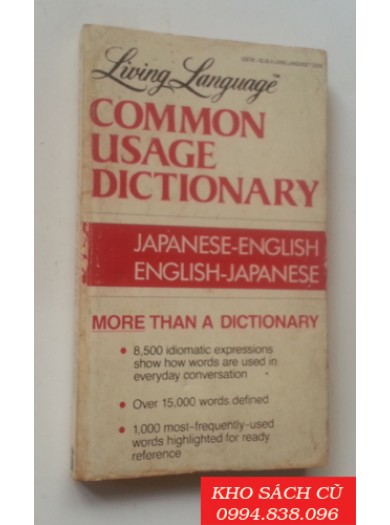 Living Language™
COMMON
USAGE
DICTIONARY
JAPANESE-ENGLISH
ENGLISH-JAPANESE
MORE THAN A DICTIONARY
• 8,500 idiomatic expressions
show how words are used in
everyday conversation
• Over 15,000 words defined
• 1,000 most-frequently-used
words highlighted for ready
reference
KHO SÁCH CŨ
0994.838.096